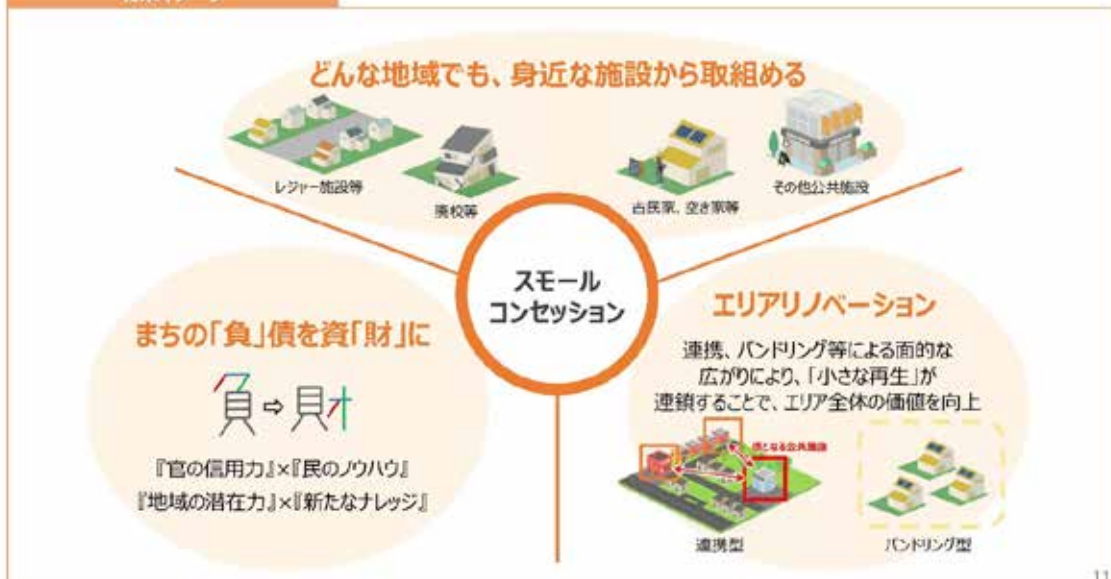 どんな地域でも、身近な施設から取組める
レジャー施設等
廃校等
古民家、空き家等
その他公共施設
スモール
コンセッション
まちの「負」債を資「財」に
負⇨財
『官の信用力』×『民のノウハウ』
『地域の潜在力』×『新たなナレッジ』
エリアリノベーション
連携、バンドリング等による面的な
広がりにより、「小さな再生」が
連鎖することで、エリア全体の価値を向上
核となる公共施設
連携型
バンドリング型
11